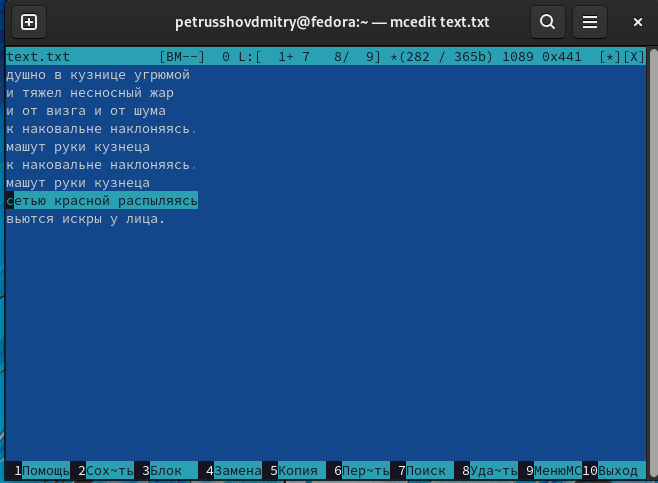 petrusshovdmitry@fedora:~ — mcedit text.txt
text.txt [BM--] 0 L:[ 1+ 7 8/ 9] *(282 / 365b) 1089 0x441 [*][X]
душно в кузнице угрюмой
и тяжел несносный жар
и от визга и от шума
к наковальне наклоняясь.
машут руки кузнеца
к наковальне наклоняясь.
машут руки кузнеца
сетью красной распыляясь
вьются искры у лица.
1Помощь 2Сох~ть 3Блок 4Замена 5Копия 6Пер~ть 7Поиск 8Уда~ть 9МенюMC 10Выход